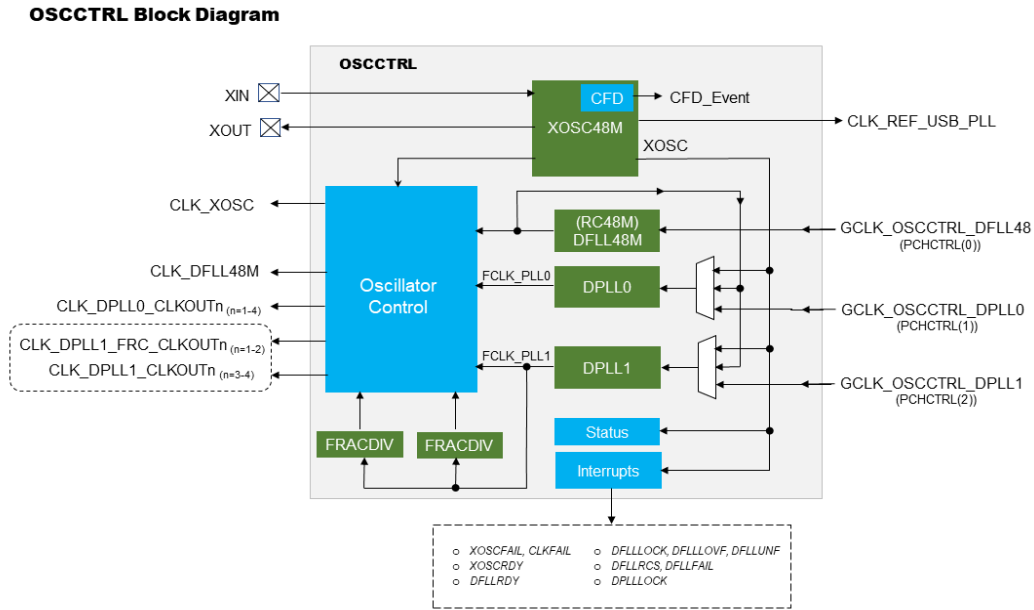 OSCCTRL Block Diagram
OSCCTRL
XIN
CFD
CFD_Event
XOUT
XOSC48M
CLK_REF_USB_PLL
XOSC
CLK_XOSC
(RC48M)
DFLL48M
GCLK_OSCCTRL_DFLL48
(PCHCTRL(0))
CLK_DFLL48M
Oscillator
Control
FCLK_PLL0
DPLL0
CLK_DPLL0_CLKOUTn (n=1-4)
GCLK_OSCCTRL_DPLL0
(PCHCTRL(1))
CLK_DPLL1_FRC_CLKOUTn (n=1-2)
FCLK_PLL1
DPLL1
CLK_DPLL1_CLKOUTn (n=3-4)
GCLK_OSCCTRL_DPLL1
(PCHCTRL(2))
FRACDIV
FRACDIV
Status
Interrupts
o XOSCFAIL, CLKFAIL
o XOSCRDY
o DFLLRDY
o DFLLLOCK, DFLLLOVF, DFLLUNF
o DFLLRCS, DFLLFAIL
o DPLLLOCK